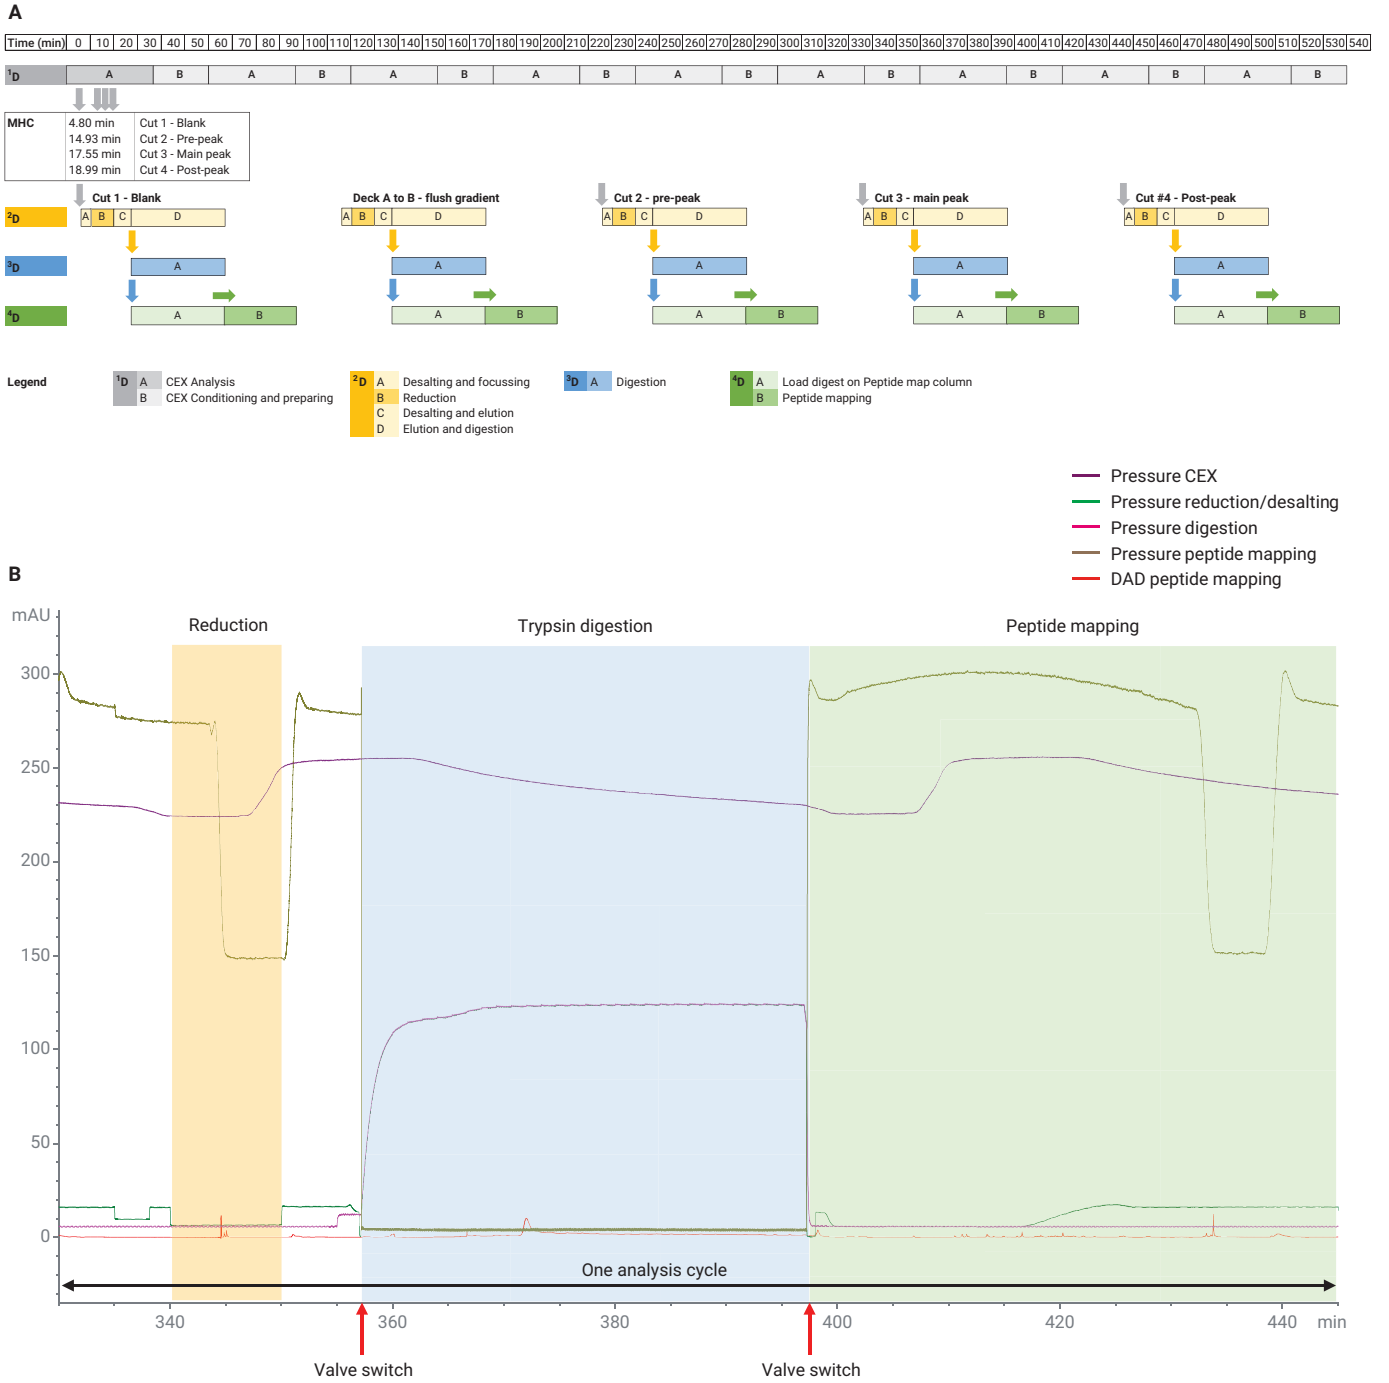 A
Time (min) 0 10 20 30 40 50 60 70 80 90 100 110 120 130 140 150 160 170 180 190 200 210 220 230 240 250 260 270 280 290 300 310 320 330 340 350 360 370 380 390 400 410 420 430 440 450 460 470 480 490 500 510 520 530 540
1D A B A B A B A B A B A B A B A B A B
MHC 4.80 min Cut 1 - Blank
14.93 min Cut 2 - Pre-peak
17.55 min Cut 3 - Main peak
18.99 min Cut 4 - Post-peak
Cut 1 - Blank Deck A to B - flush gradient Cut 2 - pre-peak Cut 3 - main peak Cut #4 - Post-peak
2D A B C D A B C D A B C D A B C D A B C D
3D A A A A A
4D A B A B A B A B A B
Legend 1D A CEX Analysis 2D A Desalting and focussing 3D A Digestion 4D A Load digest on Peptide map column
B CEX Conditioning and preparing B Reduction B Peptide mapping
C Desalting and elution
D Elution and digestion
Pressure CEX
Pressure reduction/desalting
Pressure digestion
Pressure peptide mapping
DAD peptide mapping
B
mAU
Reduction Trypsin digestion Peptide mapping
300
250
200
150
100
50
0
One analysis cycle
340 360 380 400 420 440 min
Valve switch Valve switch